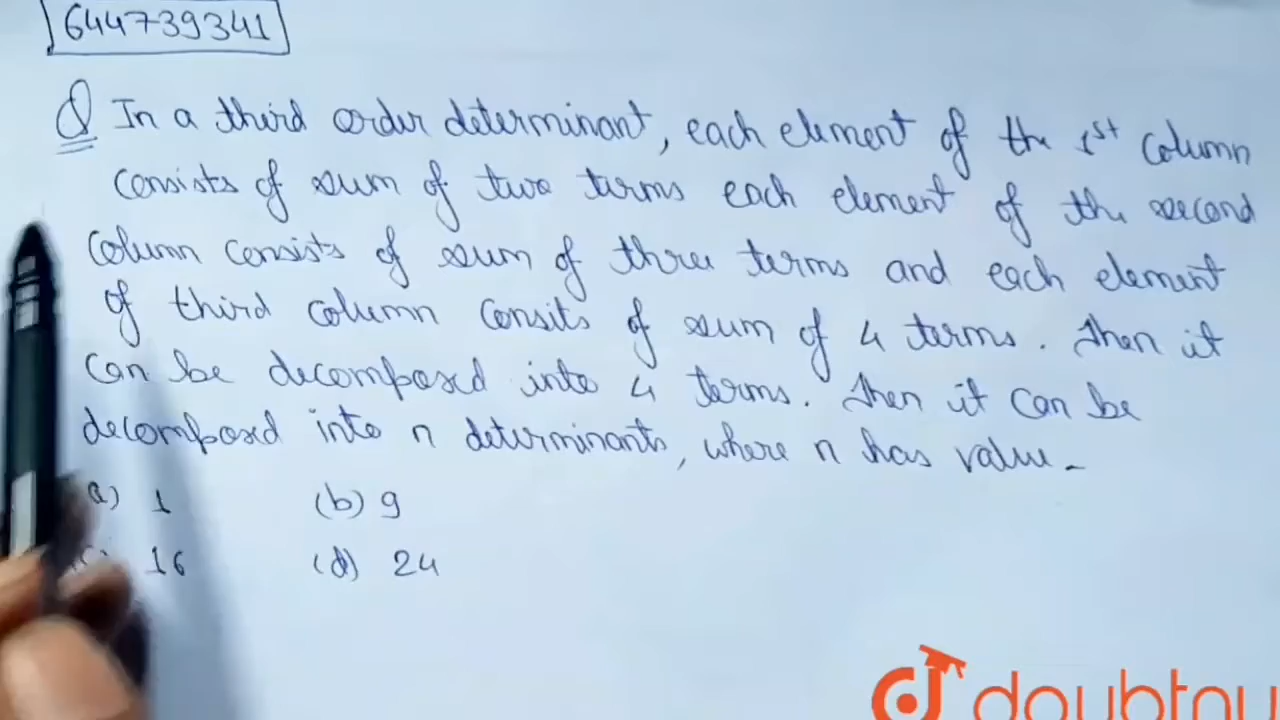 644739341
Q In a third order determinant, each element of the 1st column
consists of sum of two terms each element of the second
column consists of sum of three terms and each element
of third column consits of sum of 4 terms. Then it
can be decomposed into 4 terms. Then it can be
decomposed into n determinants, where n has value -
a) 1 (b) 9
16 (d) 24
doubtnu